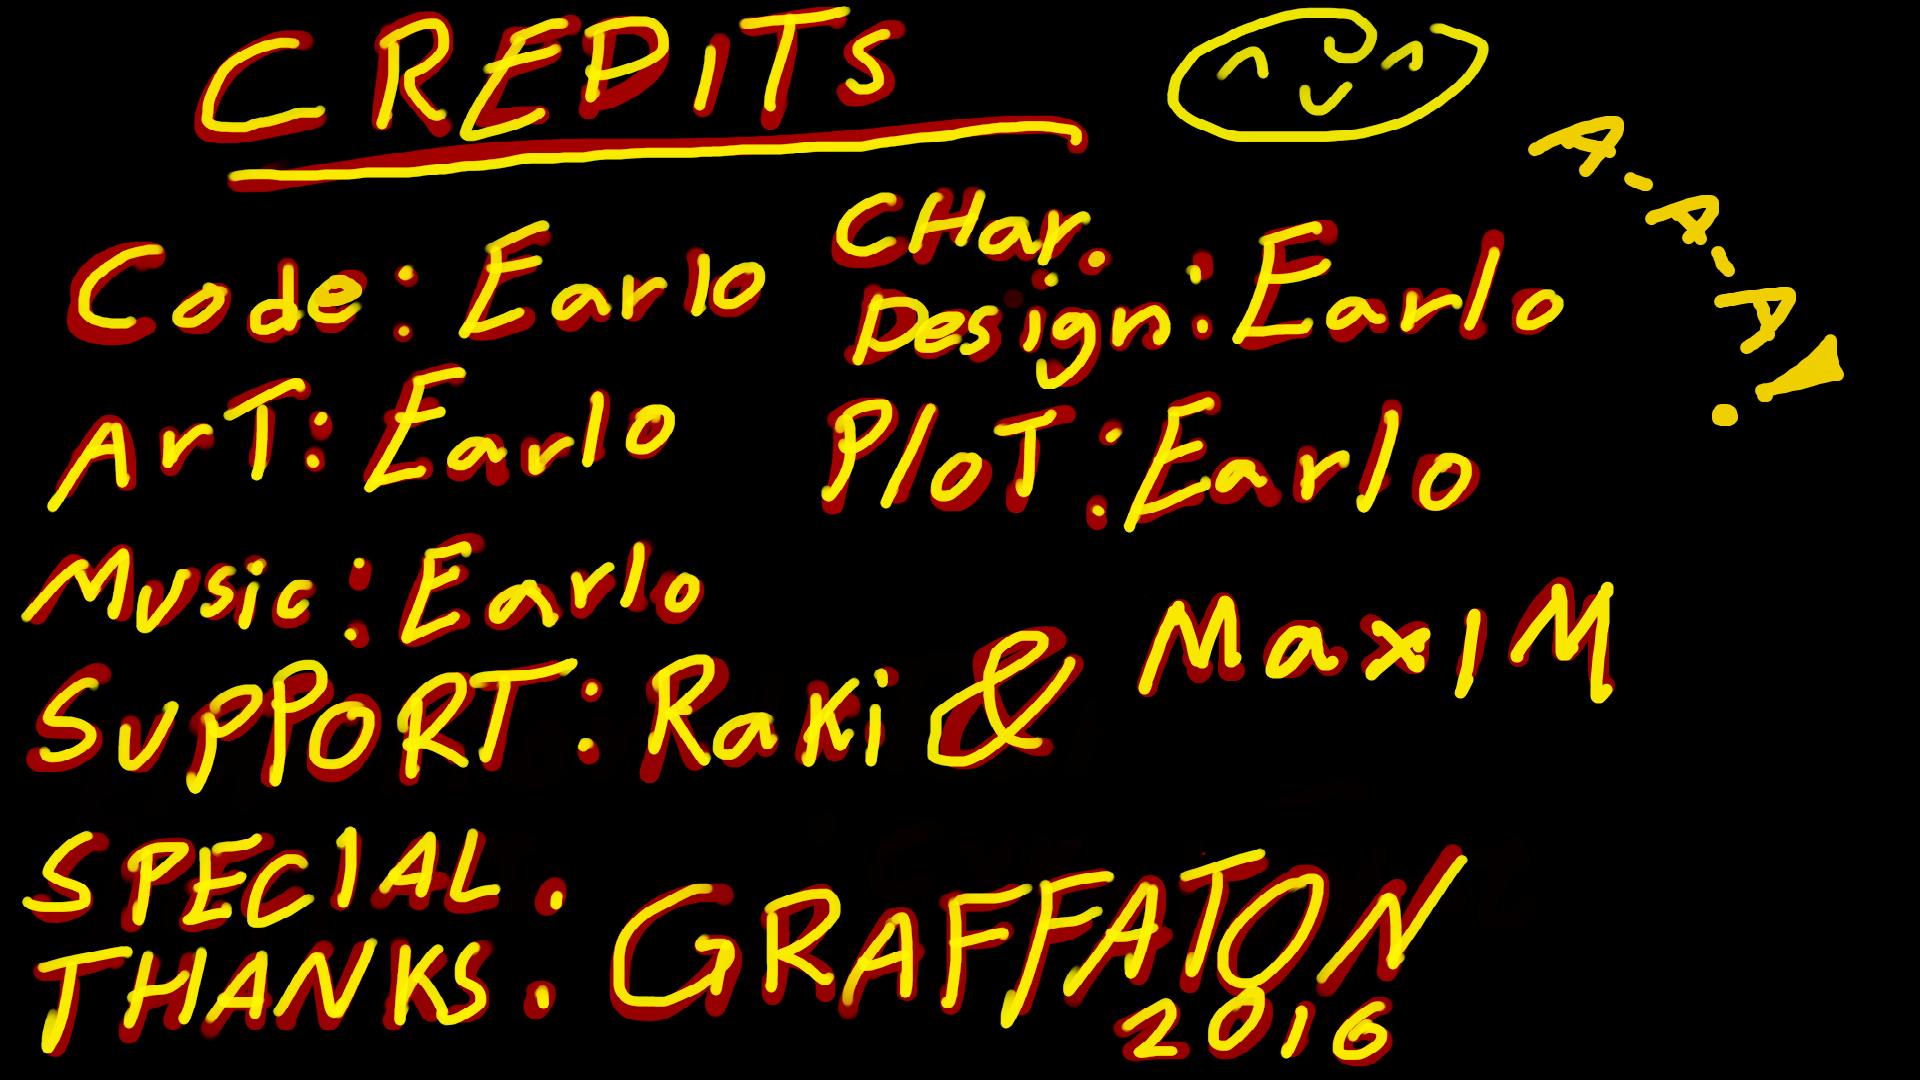 CREDITS
A-A-A!
Code: Earlo
CHar. Design: Earlo
ArT: Earlo
PloT: Earlo
Music: Earlo
SuPPORT: Raki & MaxIM
SPECIAL THANKS: GRAFFATON 2016